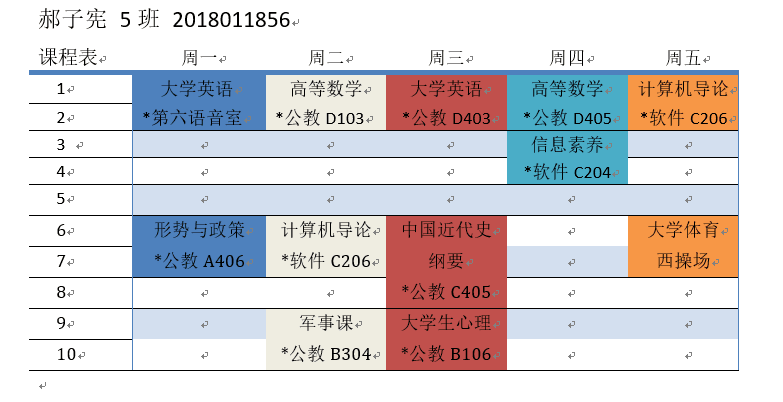 郝子宪 5 班 2018011856
课程表 周一 周二 周三 周四 周五
1 大学英语 高等数学 大学英语 高等数学 计算机导论
2 *第六语音室 *公教 D103 *公教 D403 *公教 D405 *软件 C206
3 信息素养
4 *软件 C204
5
6 形势与政策 计算机导论 中国近代史 大学体育
7 *公教 A406 *软件 C206 纲要 西操场
8 *公教 C405
9 军事课 大学生心理
10 *公教 B304 *公教 B106